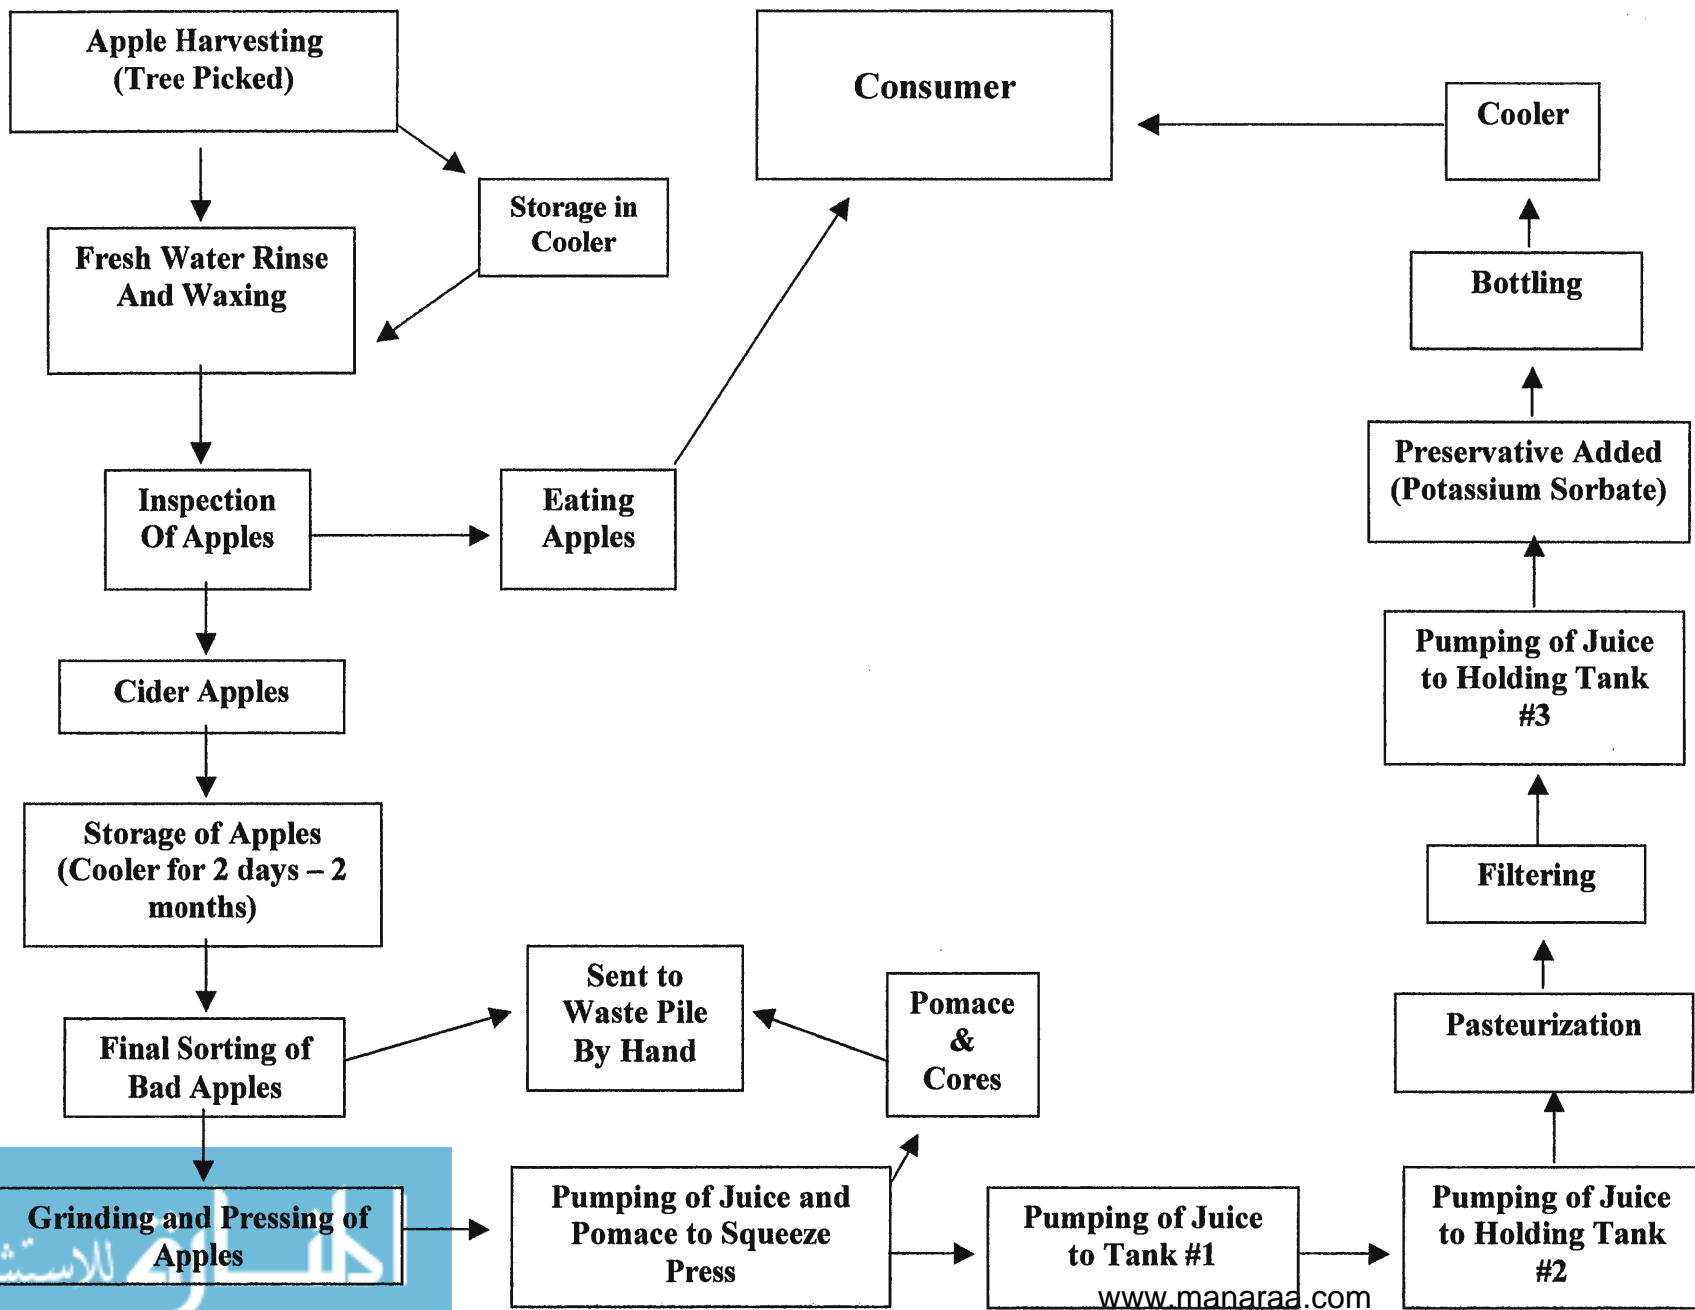 Apple Harvesting
(Tree Picked)
Consumer
Cooler
Storage in
Cooler
Fresh Water Rinse
And Waxing
Bottling
Preservative Added
(Potassium Sorbate)
Inspection
Of Apples
Eating
Apples
Pumping of Juice
to Holding Tank
#3
Cider Apples
Storage of Apples
(Cooler for 2 days – 2
months)
Filtering
Sent to
Waste Pile
By Hand
Pomace
&
Cores
Pasteurization
Final Sorting of
Bad Apples
Grinding and Pressing of
Apples
Pumping of Juice and
Pomace to Squeeze
Press
Pumping of Juice
to Tank #1
Pumping of Juice
to Holding Tank
#2
www.manaraa.com